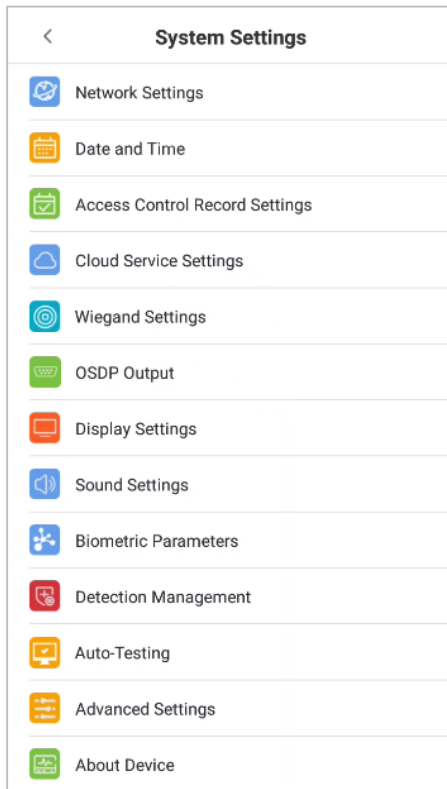 System Settings
Network Settings
Date and Time
Access Control Record Settings
Cloud Service Settings
Wiegand Settings
OSDP Output
Display Settings
Sound Settings
Biometric Parameters
Detection Management
Auto-Testing
Advanced Settings
About Device